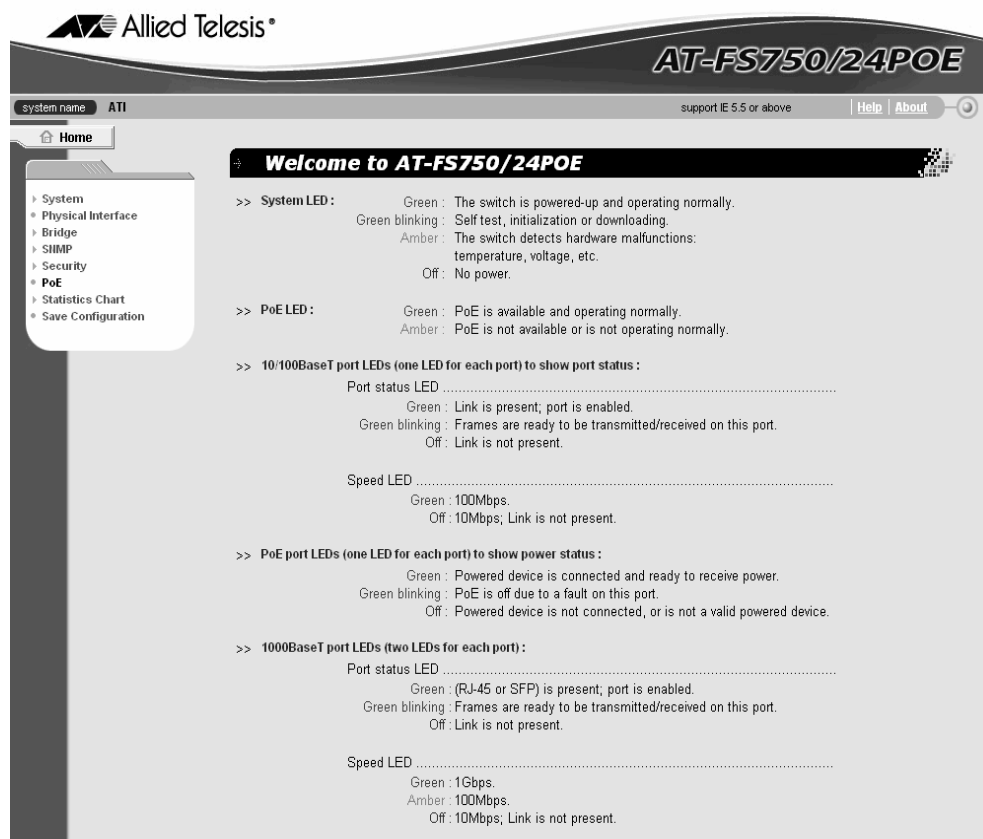 Allied Telesis
AT-FS750/24POE
system name ATI support IE 5.5 or above Help | About
Home
System
Physical Interface
Bridge
SNMP
Security
PoE
Statistics Chart
Save Configuration
Welcome to AT-FS750/24POE
>> System LED : Green : The switch is powered-up and operating normally.
Green blinking : Self test, initialization or downloading.
Amber : The switch detects hardware malfunctions:
temperature, voltage, etc.
Off : No power.
>> PoE LED : Green : PoE is available and operating normally.
Amber : PoE is not available or is not operating normally.
>> 10/100BaseT port LEDs (one LED for each port) to show port status :
Port status LED
Green : Link is present; port is enabled.
Green blinking : Frames are ready to be transmitted/received on this port.
Off : Link is not present.
Speed LED
Green : 100Mbps.
Off : 10Mbps; Link is not present.
>> PoE port LEDs (one LED for each port) to show power status :
Green : Powered device is connected and ready to receive power.
Green blinking : PoE is off due to a fault on this port.
Off : Powered device is not connected, or is not a valid powered device.
>> 1000BaseT port LEDs (two LEDs for each port) :
Port status LED
Green : (RJ-45 or SFP) is present; port is enabled.
Green blinking : Frames are ready to be transmitted/received on this port.
Off : Link is not present.
Speed LED
Green : 1Gbps.
Amber : 100Mbps.
Off : 10Mbps; Link is not present.